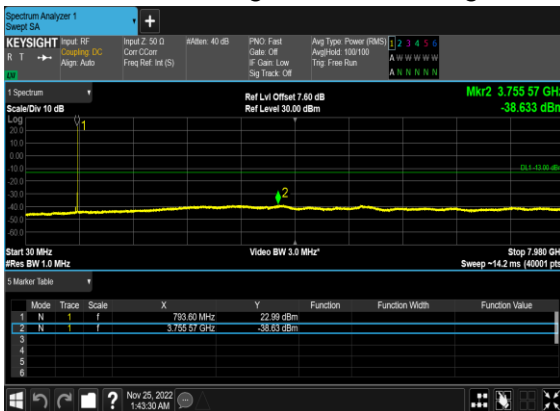 Spectrum Analyzer 1
Swept SA
+
KEYSIGHT Input: RF Input Z: 50 Ω #Atten: 40 dB PNO: Fast Avg Type: Power (RMS) 1 2 3 4 5 6
R T Coupling: DC Corr CCorr Gate: Off Avg|Hold: 100/100 A W W W W W
Align: Auto Freq Ref: Int (S) IF Gain: Low Trig: Free Run
Sig Track: Off A N N N N N
1 Spectrum Ref Lvl Offset 7.60 dB Mkr2 3.755 57 GHz
Scale/Div 10 dB Ref Level 30.00 dBm -38.633 dBm
Log
20.0
10.0
0.00
-10.0
-20.0
-30.0
-40.0
-50.0
-60.0
1
DL1 -13.00 dBm
2
Start 30 MHz Video BW 3.0 MHz* Stop 7.980 GHz
#Res BW 1.0 MHz Sweep ~14.2 ms (40001 pts)
5 Marker Table
Mode Trace Scale X Y Function Function Width Function Value
1 N 1 f 793.60 MHz 22.99 dBm
2 N 1 f 3.755 57 GHz -38.63 dBm
3
4
5
6
? Nov 25, 2022
1:43:30 AM